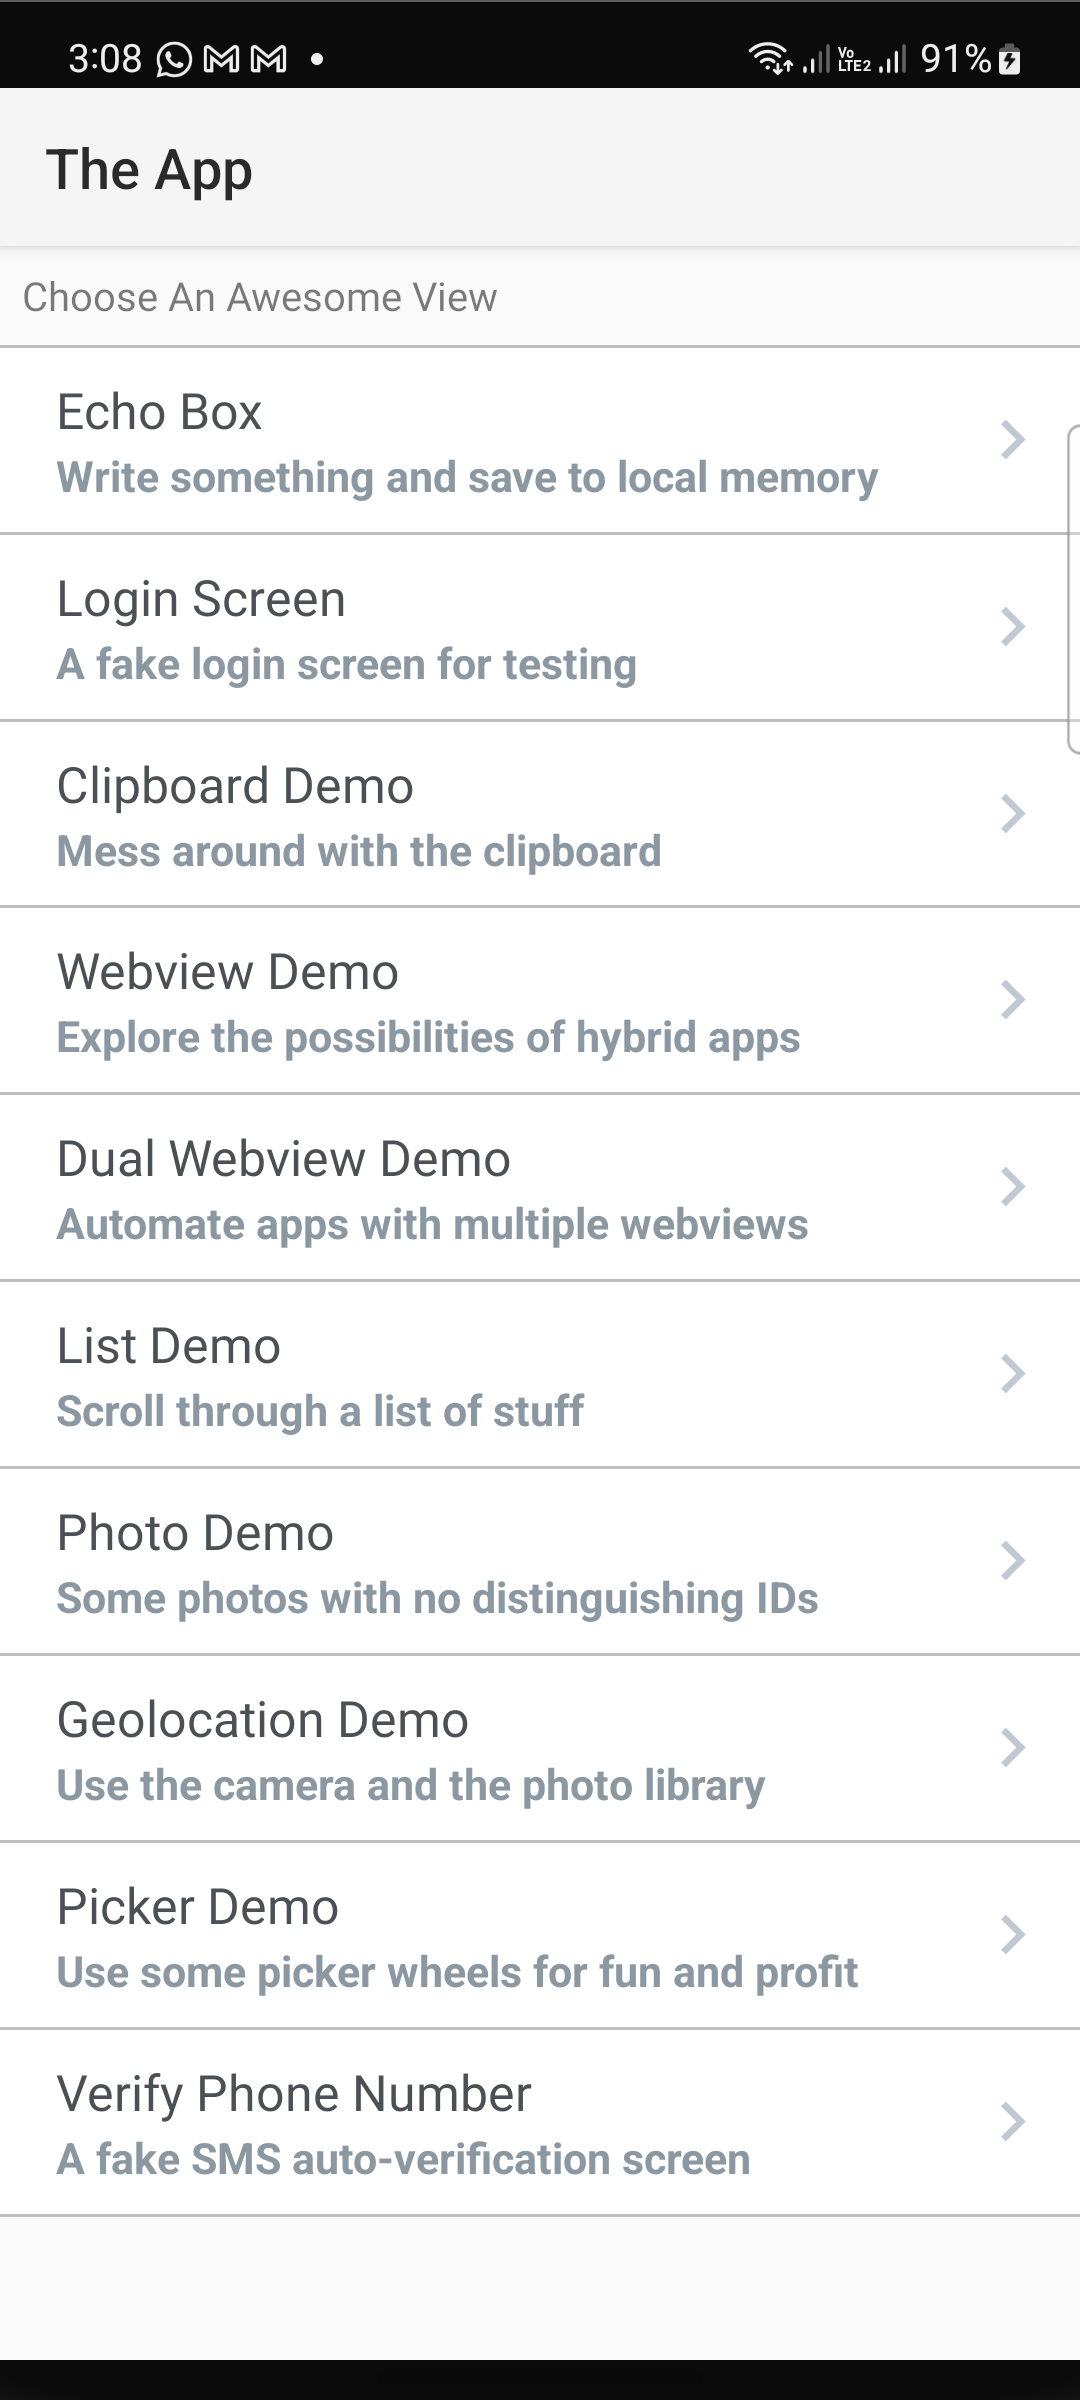 3:08 Vo LTE2 91%
The App
Choose An Awesome View
Echo Box
Write something and save to local memory
Login Screen
A fake login screen for testing
Clipboard Demo
Mess around with the clipboard
Webview Demo
Explore the possibilities of hybrid apps
Dual Webview Demo
Automate apps with multiple webviews
List Demo
Scroll through a list of stuff
Photo Demo
Some photos with no distinguishing IDs
Geolocation Demo
Use the camera and the photo library
Picker Demo
Use some picker wheels for fun and profit
Verify Phone Number
A fake SMS auto-verification screen